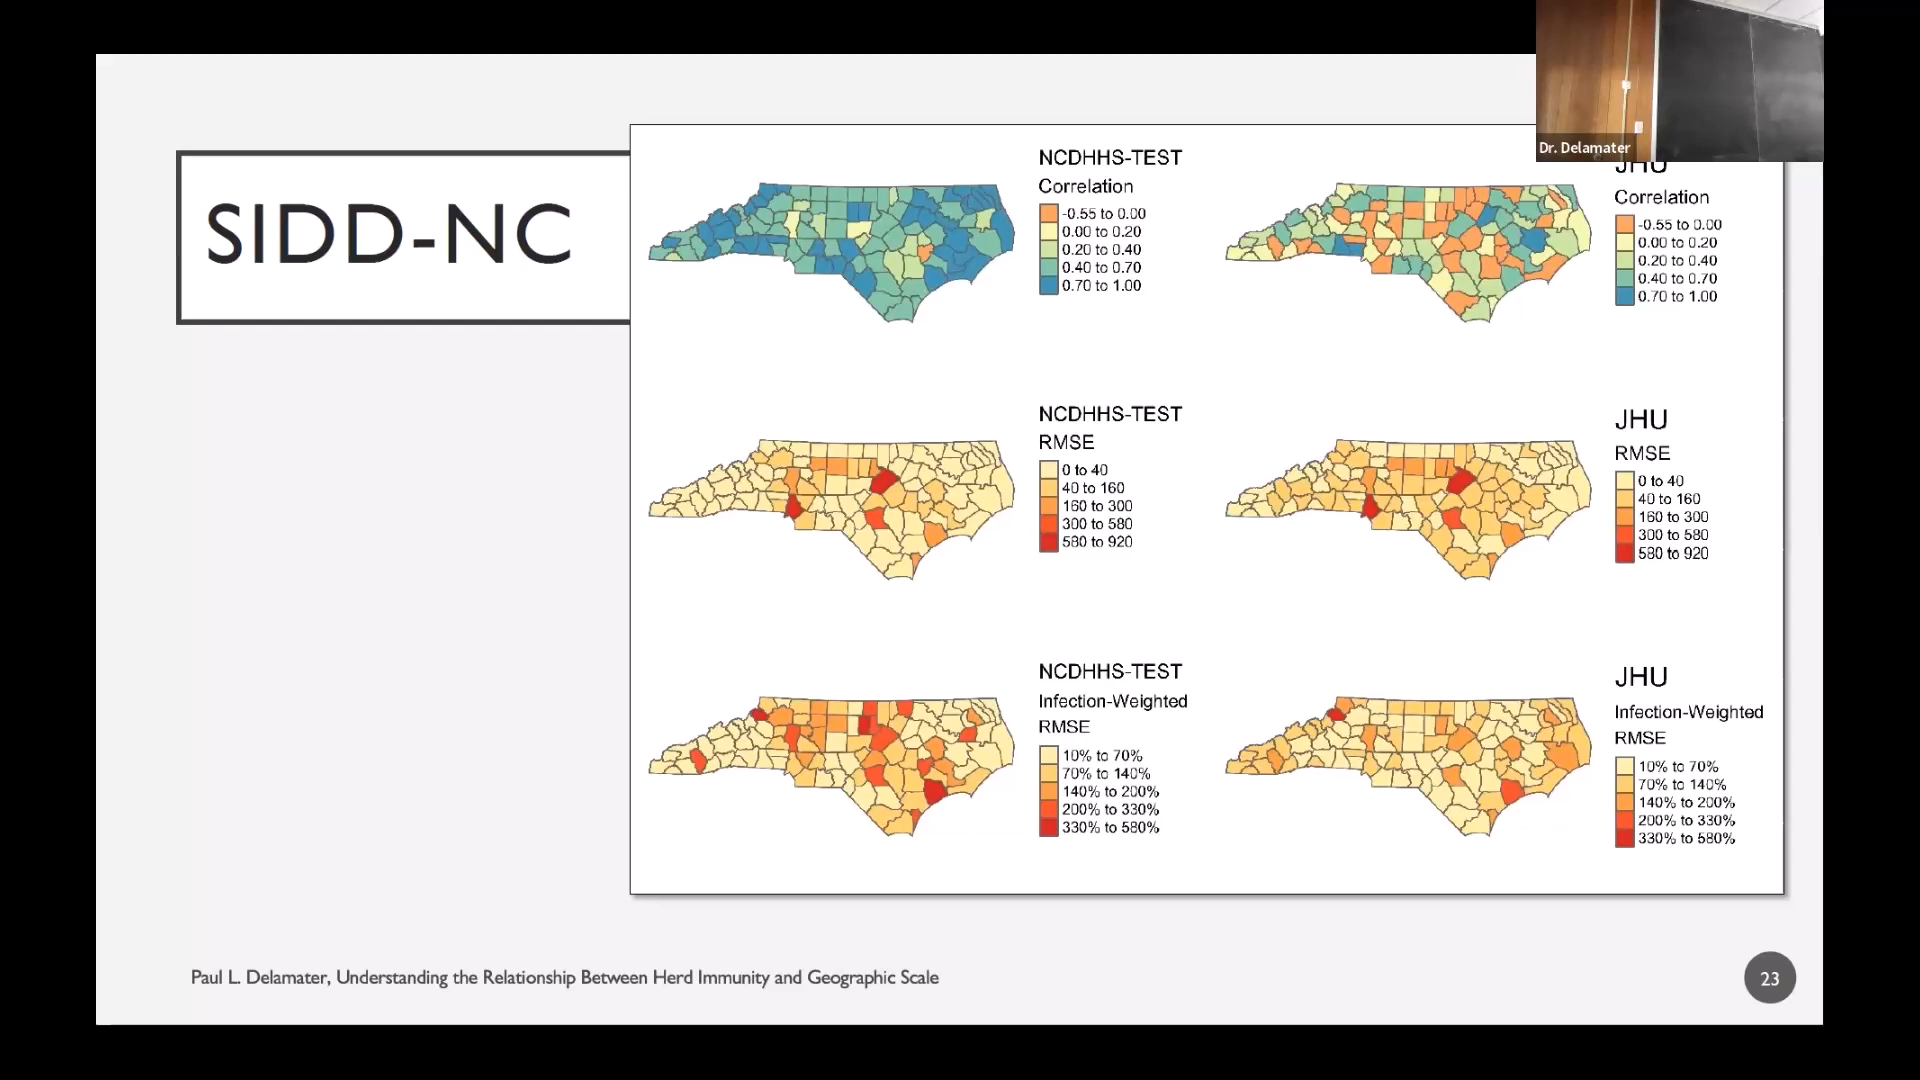 Dr. Delamater
SIDD-NC
NCDHHS-TEST
Correlation
-0.55 to 0.00
0.00 to 0.20
0.20 to 0.40
0.40 to 0.70
0.70 to 1.00
JHU
Correlation
-0.55 to 0.00
0.00 to 0.20
0.20 to 0.40
0.40 to 0.70
0.70 to 1.00
NCDHHS-TEST
RMSE
0 to 40
40 to 160
160 to 300
300 to 580
580 to 920
JHU
RMSE
0 to 40
40 to 160
160 to 300
300 to 580
580 to 920
NCDHHS-TEST
Infection-Weighted
RMSE
10% to 70%
70% to 140%
140% to 200%
200% to 330%
330% to 580%
JHU
Infection-Weighted
RMSE
10% to 70%
70% to 140%
140% to 200%
200% to 330%
330% to 580%
Paul L. Delamater, Understanding the Relationship Between Herd Immunity and Geographic Scale
23